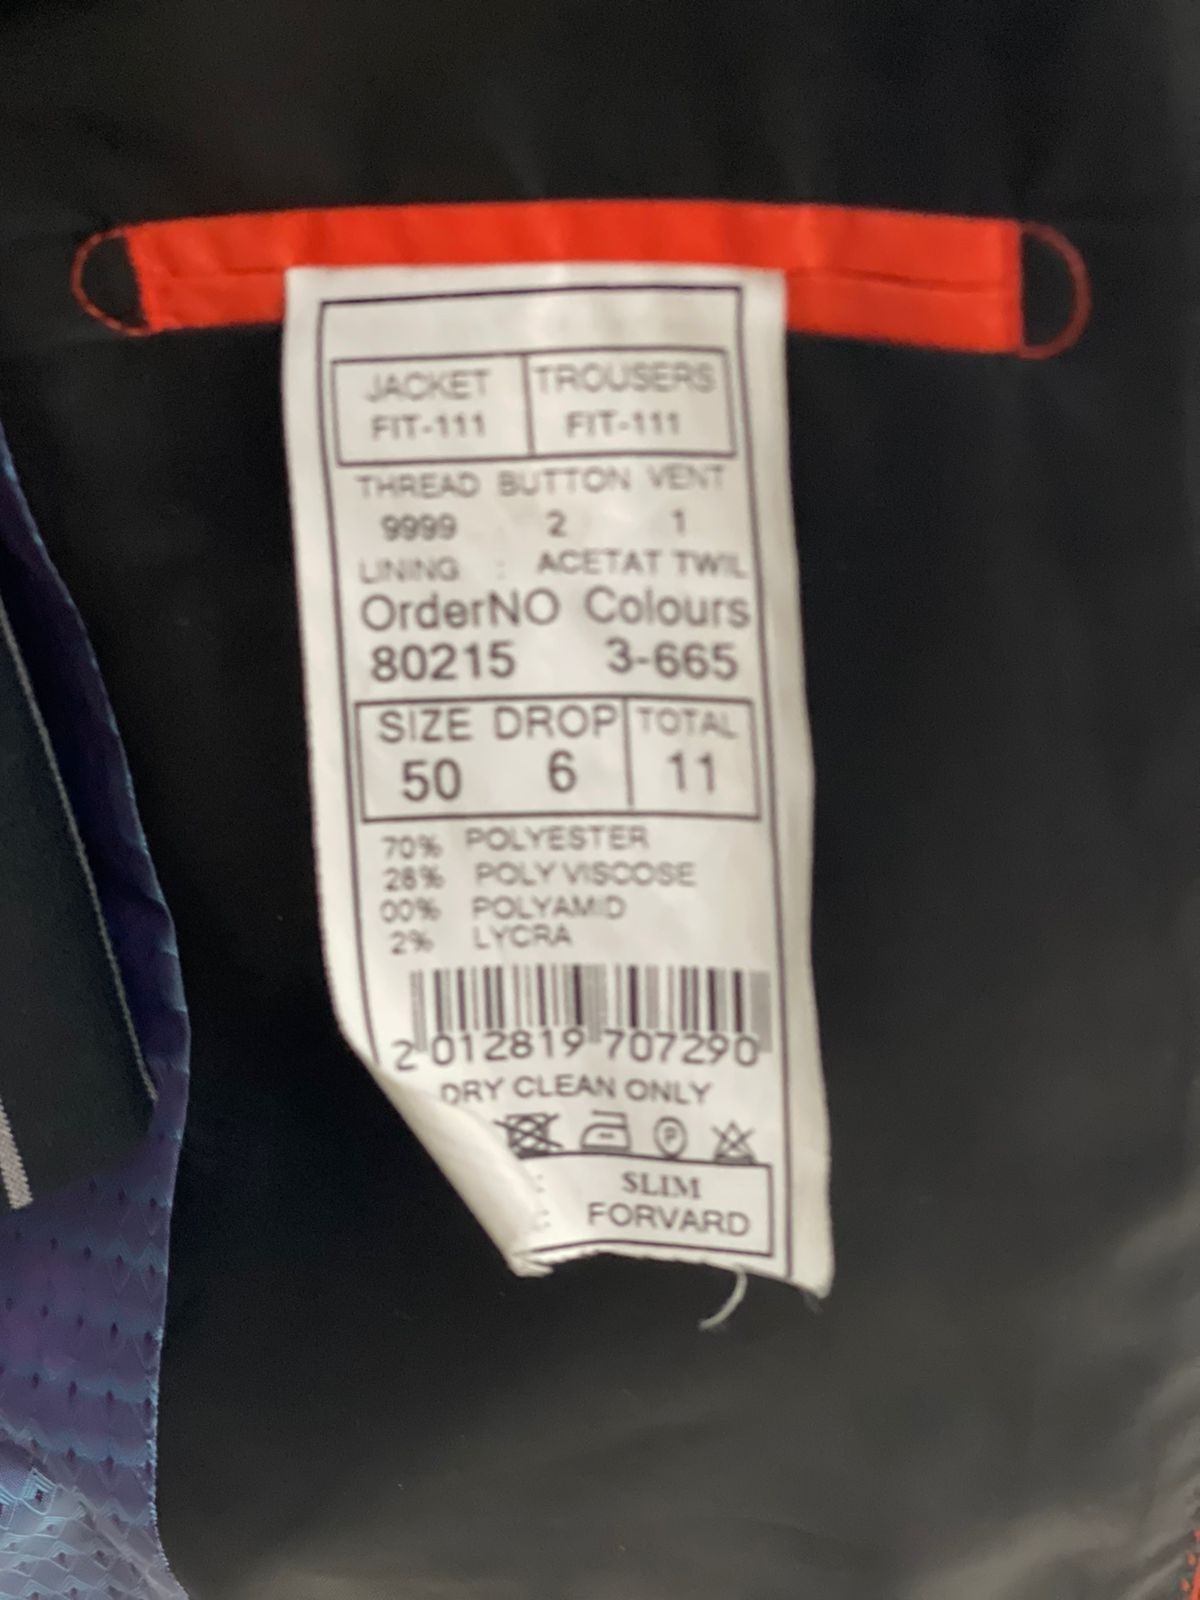 JACKET TROUSERS
FIT-111 FIT-111
THREAD BUTTON VENT
9999 2 1
LINING : ACETAT TWIL
OrderNO Colours
80215 3-665
SIZE DROP TOTAL
50 6 11
70% POLYESTER
28% POLY VISCOSE
00% POLYAMID
2% LYCRA
2 012819 707290
DRY CLEAN ONLY
P
: SLIM
: FORVARD